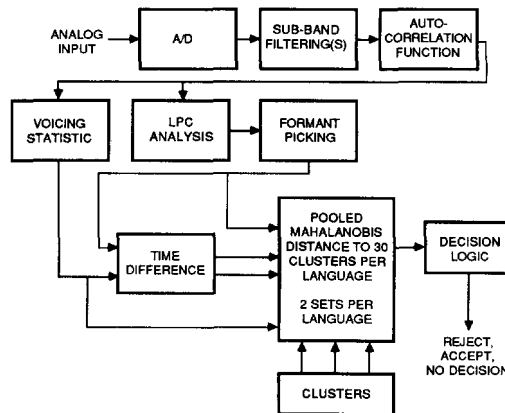 ANALOG
INPUT
A/D
SUB-BAND
FILTERING(S)
AUTO-
CORRELATION
FUNCTION
VOICING
STATISTIC
LPC
ANALYSIS
FORMANT
PICKING
TIME
DIFFERENCE
POOLED
MAHALANOBIS
DISTANCE TO 30
CLUSTERS PER
LANGUAGE
2 SETS PER
LANGUAGE
DECISION
LOGIC
REJECT,
ACCEPT,
NO DECISION
CLUSTERS